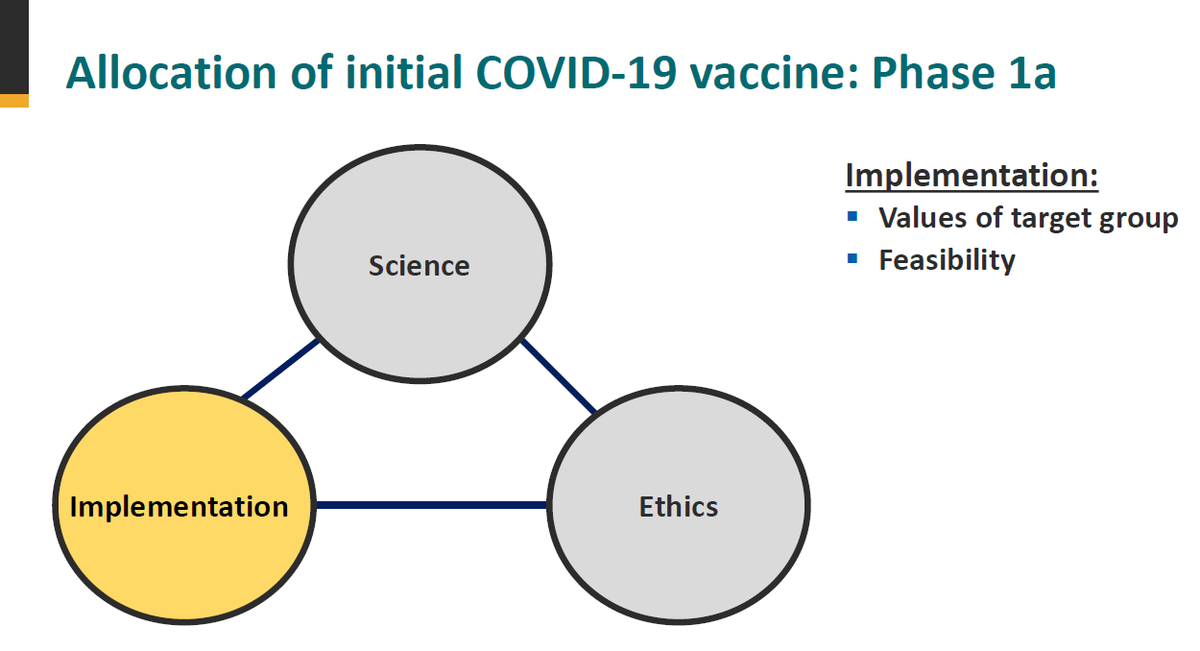 Allocation of initial COVID-19 vaccine: Phase 1a
Science
Implementation
Ethics
Implementation:
▪ Values of target group
▪ Feasibility